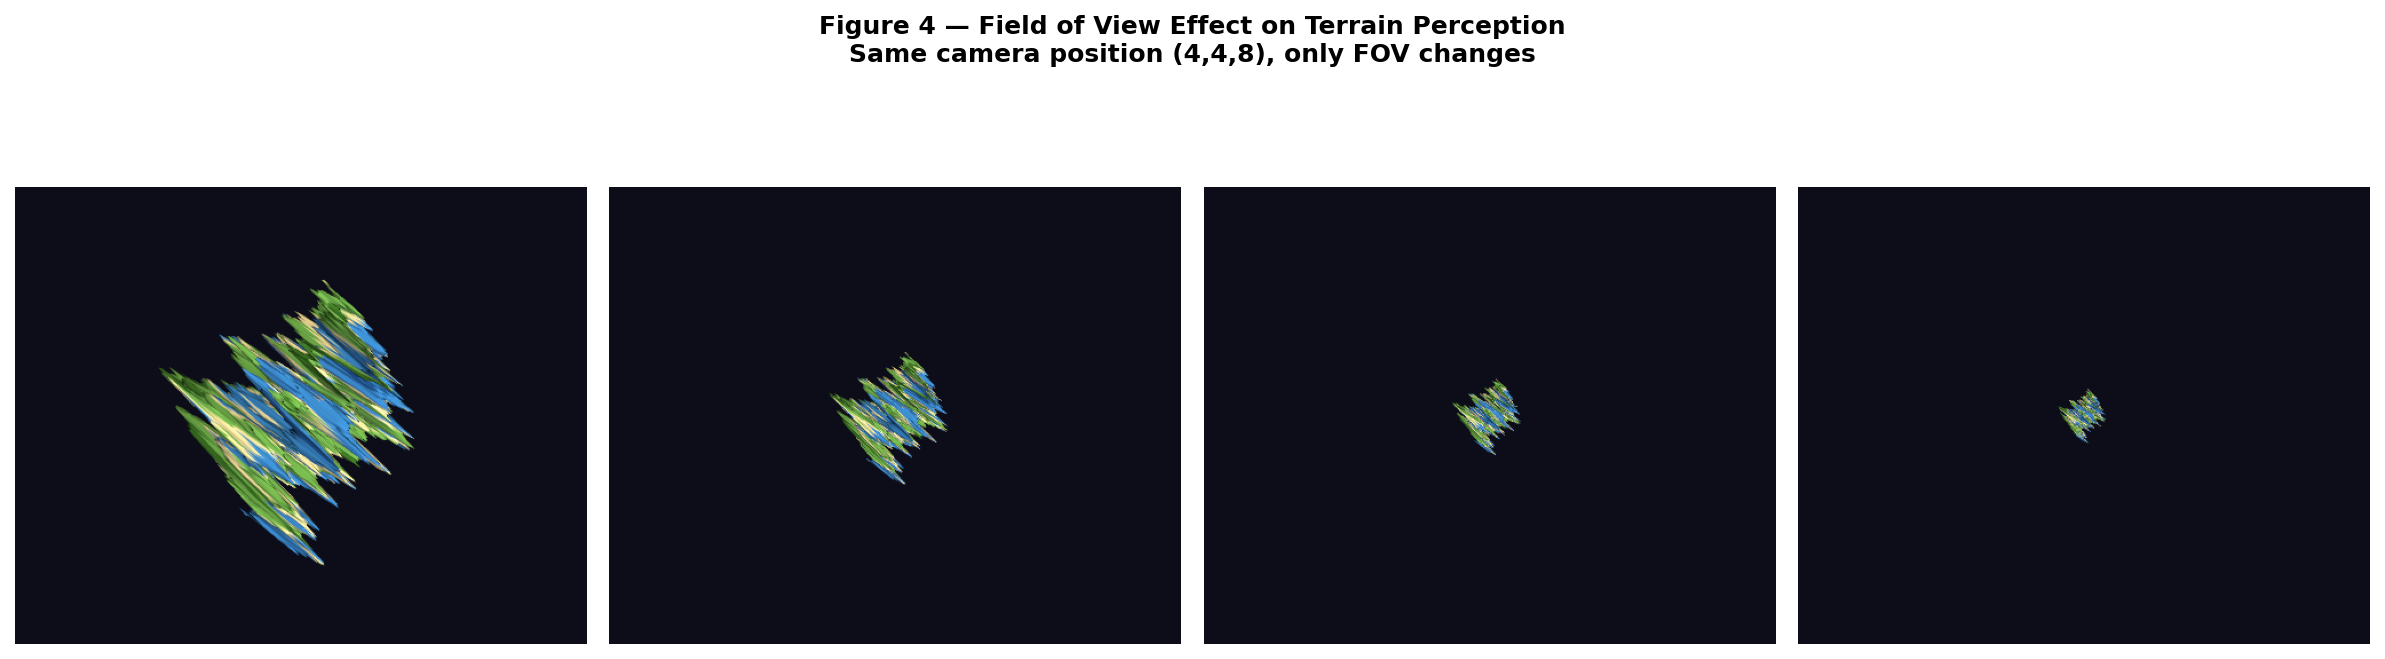 Figure 4 — Field of View Effect on Terrain Perception
Same camera position (4,4,8), only FOV changes